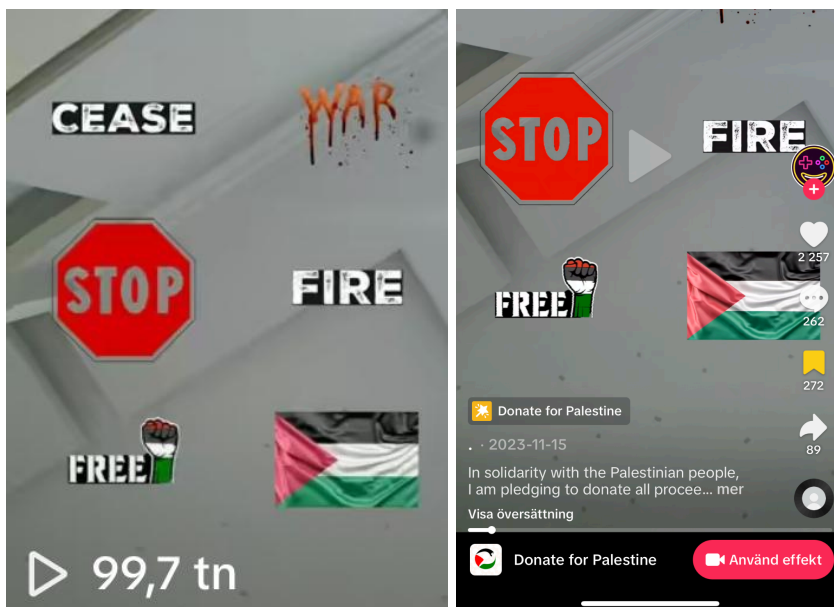 CEASE
WAR
STOP
FIRE
FREE
99,7 tn
STOP
FIRE
FREE
2 257
262
272
89
Donate for Palestine
. · 2023-11-15
In solidarity with the Palestinian people,
I am pledging to donate all procee... mer
Visa översättning
Donate for Palestine
Använd effekt